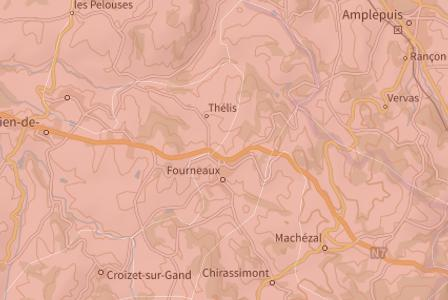 les Pelouses
Amplepuis
Rançon
Vervas
Thélis
ien-de-
Fourneaux
Machézal
N7
Croizet-sur-Gand
Chirassimont